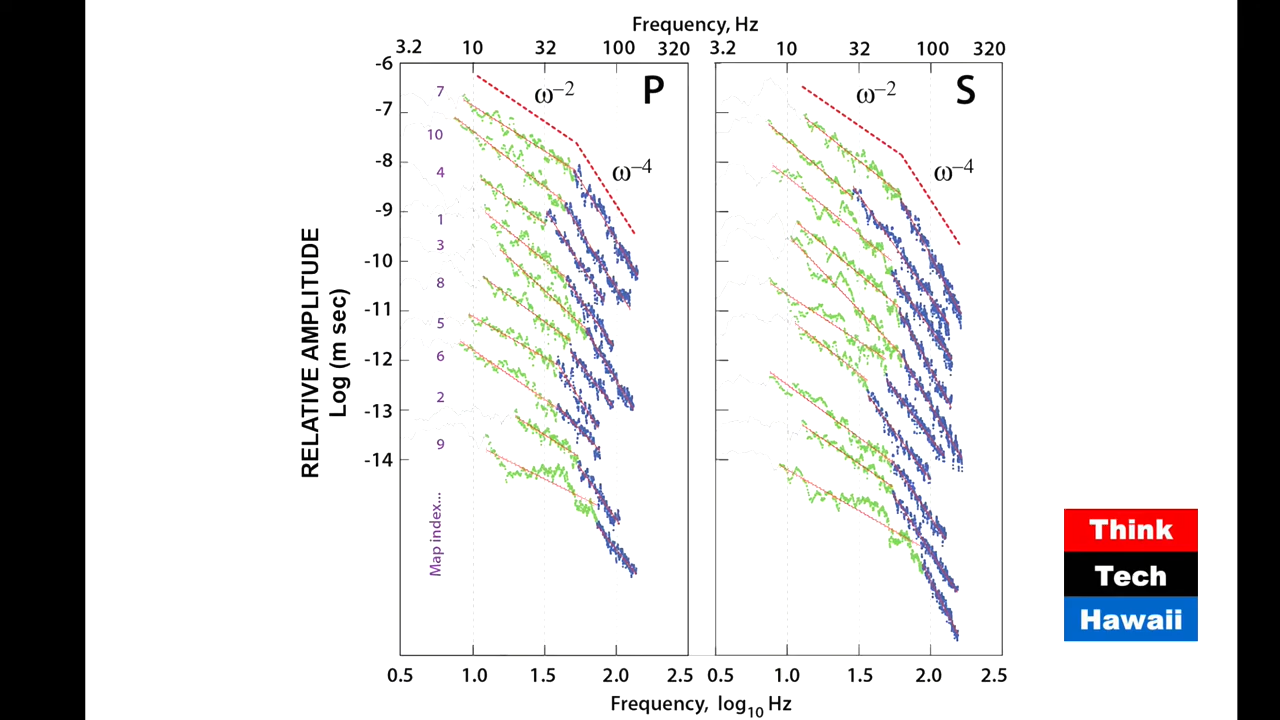 Frequency, Hz
3.2 10 32 100 320 3.2 10 32 100 320
P
S
ω–2
ω–2
ω–4
ω–4
-6
-7
-8
-9
-10
-11
-12
-13
-14
RELATIVE AMPLITUDE
Log (m sec)
7
10
4
1
3
8
5
6
2
9
Map index...
0.5 1.0 1.5 2.0 2.5 0.5 1.0 1.5 2.0 2.5
Frequency, log10 Hz
Think
Tech
Hawaii